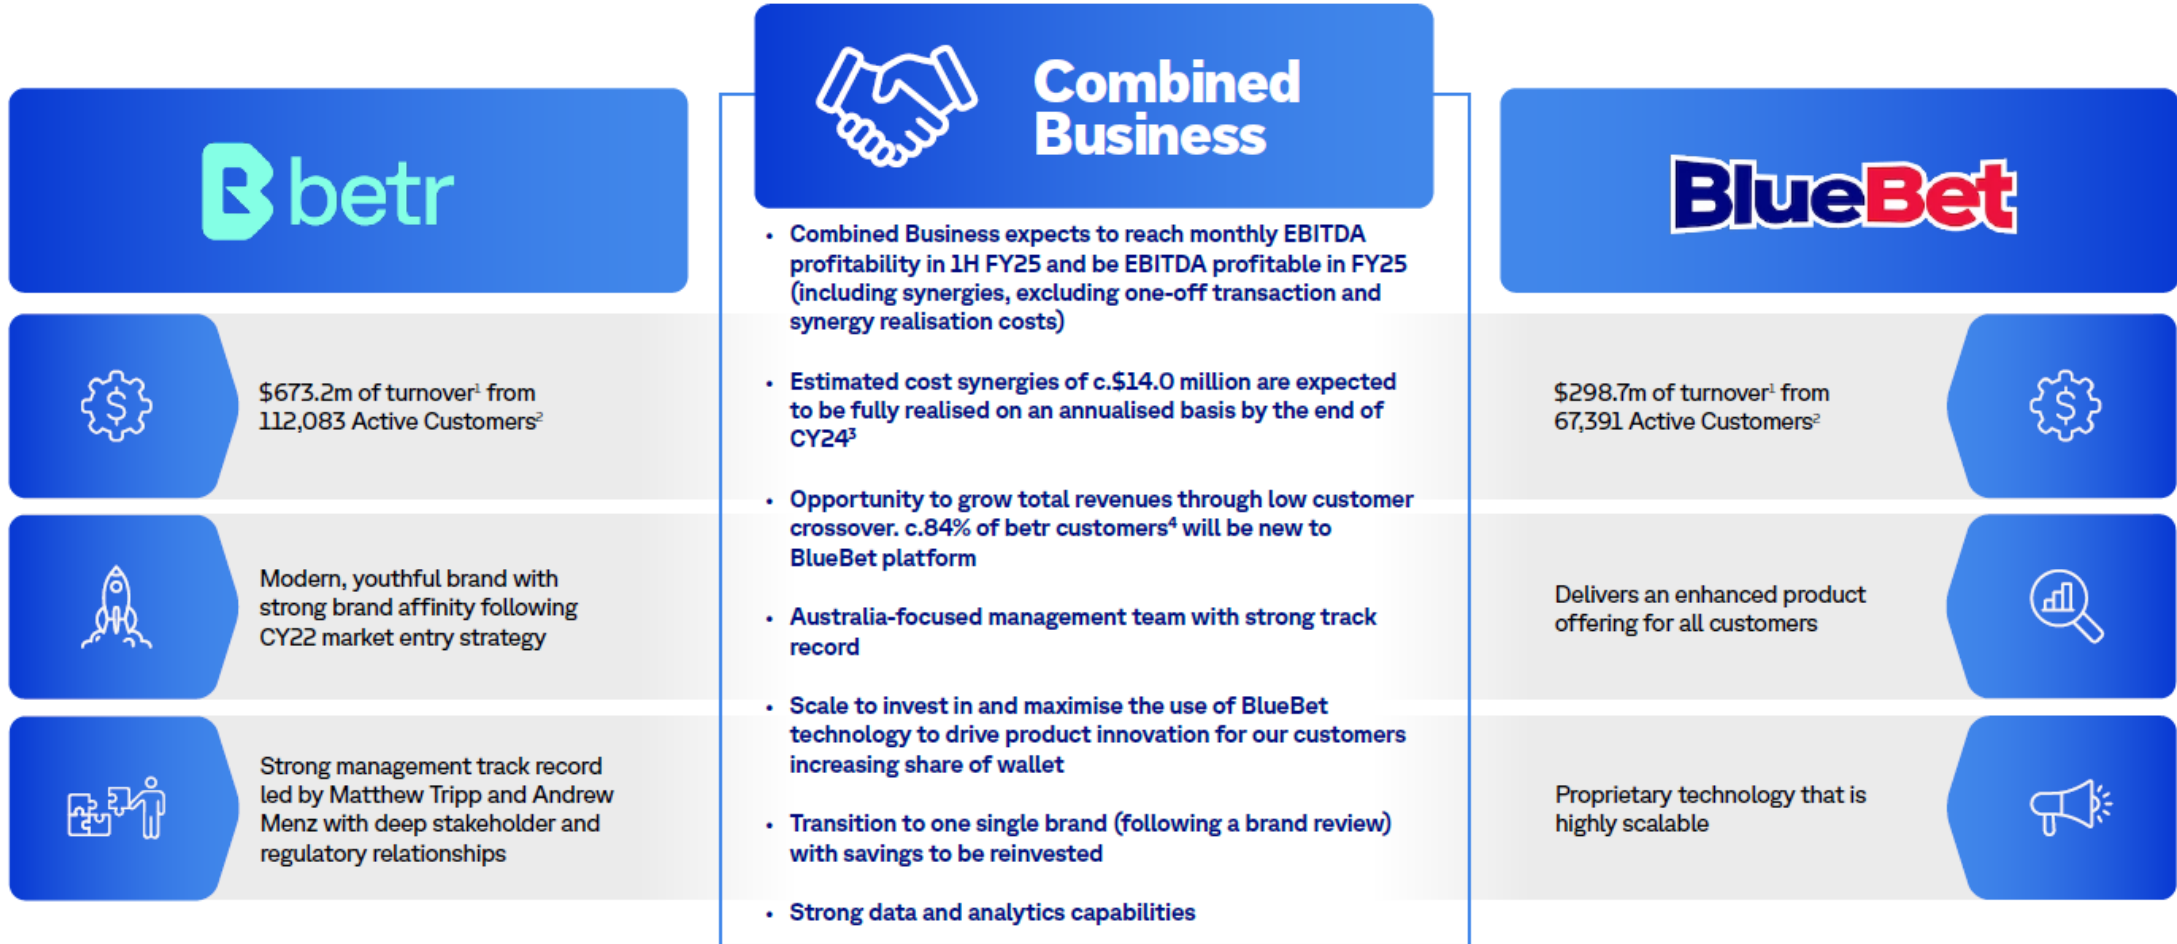 betr
$673.2m of turnover¹ from
112,083 Active Customers²
Modern, youthful brand with
strong brand affinity following
CY22 market entry strategy
Strong management track record
led by Matthew Tripp and Andrew
Menz with deep stakeholder and
regulatory relationships
Combined
Business
• Combined Business expects to reach monthly EBITDA
profitability in 1H FY25 and be EBITDA profitable in FY25
(including synergies, excluding one-off transaction and
synergy realisation costs)
• Estimated cost synergies of c.$14.0 million are expected
to be fully realised on an annualised basis by the end of
CY24³
• Opportunity to grow total revenues through low customer
crossover. c.84% of betr customers⁴ will be new to
BlueBet platform
• Australia-focused management team with strong track
record
• Scale to invest in and maximise the use of BlueBet
technology to drive product innovation for our customers
increasing share of wallet
• Transition to one single brand (following a brand review)
with savings to be reinvested
• Strong data and analytics capabilities
BlueBet
$298.7m of turnover¹ from
67,391 Active Customers²
Delivers an enhanced product
offering for all customers
Proprietary technology that is
highly scalable